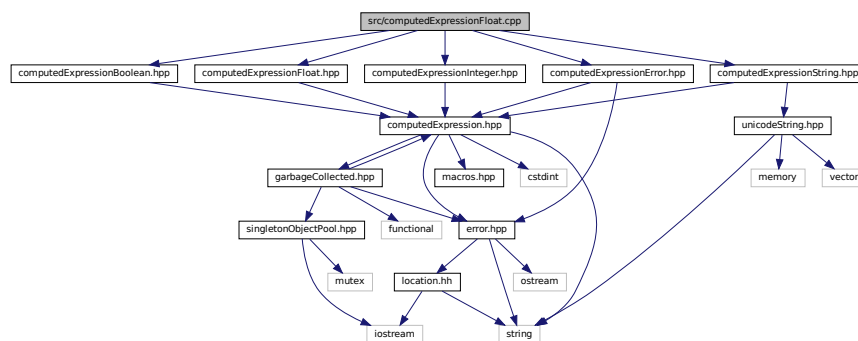 src/computedExpressionFloat.cpp
computedExpressionBoolean.hpp
computedExpressionFloat.hpp
computedExpressionInteger.hpp
computedExpressionError.hpp
computedExpressionString.hpp
computedExpression.hpp
unicodeString.hpp
garbageCollected.hpp
macros.hpp
cstdint
memory
vector
singletonObjectPool.hpp
functional
error.hpp
mutex
location.hh
ostream
iostream
string